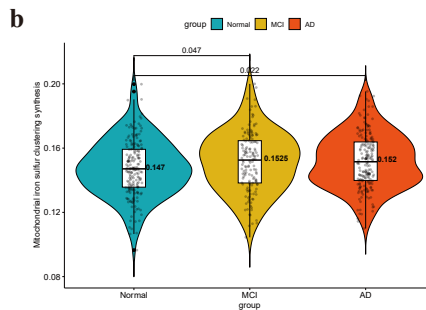 b
group Normal MCI AD
0.047
0.022
0.20
0.16
0.12
0.08
Mitochondrial iron sulfur clustering synthesis
0.147
0.1525
0.152
Normal MCI AD
group